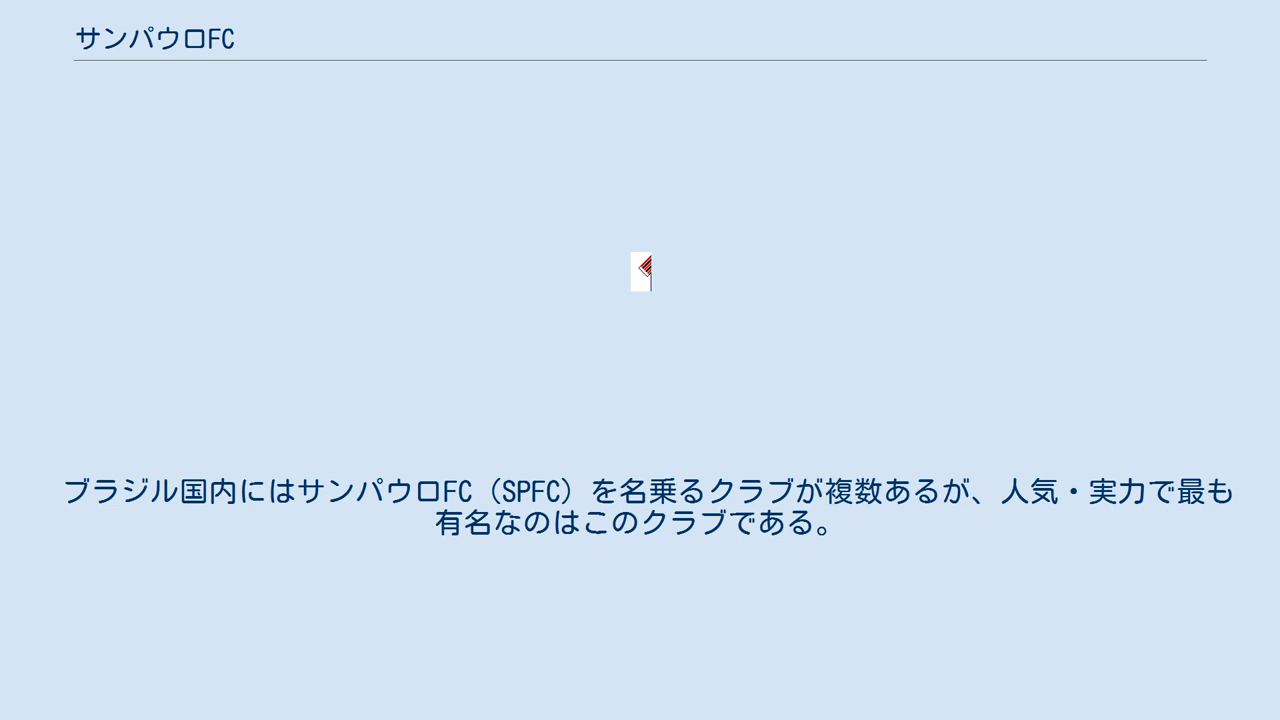 サンパウロFC
ブラジル国内にはサンパウロFC（SPFC）を名乗るクラブが複数あるが、人気・実力で最も
有名なのはこのクラブである。